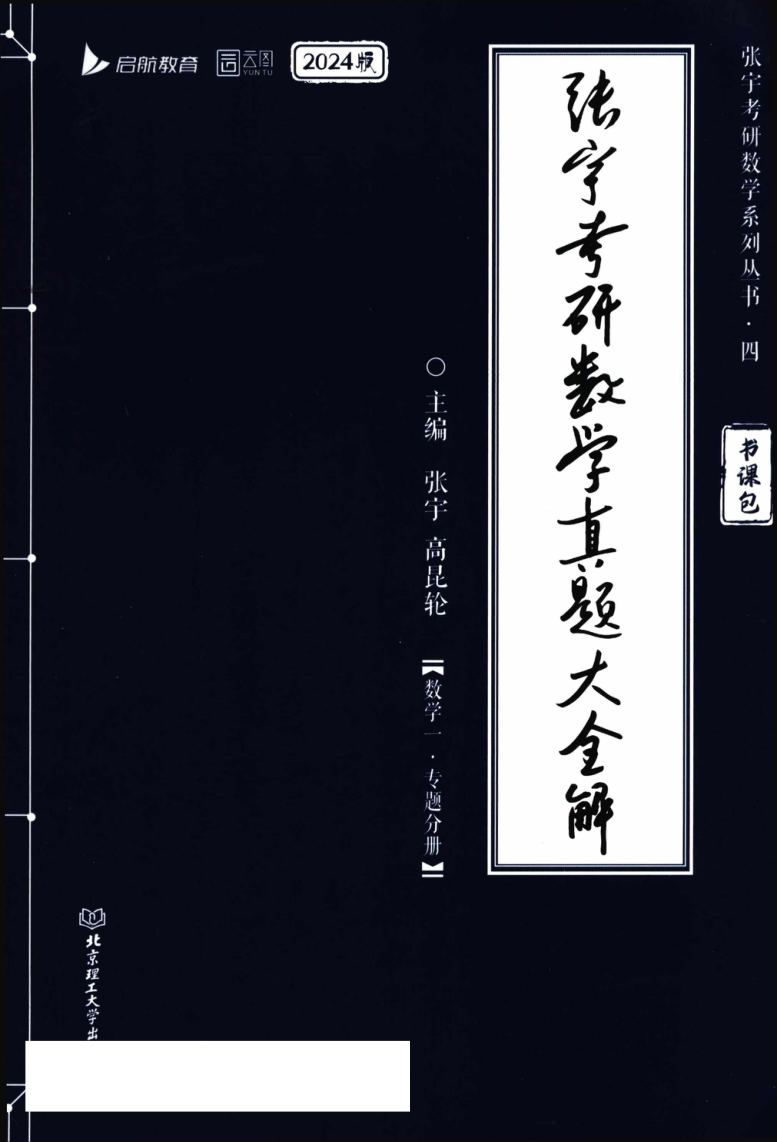 启航教育
云图
YUN TU
2024版
张宇考研数学系列丛书·四
书课包
张宇考研数学真题大全解
○ 主编 张宇 高昆轮
【数学一·专题分册】
北京理工大学出